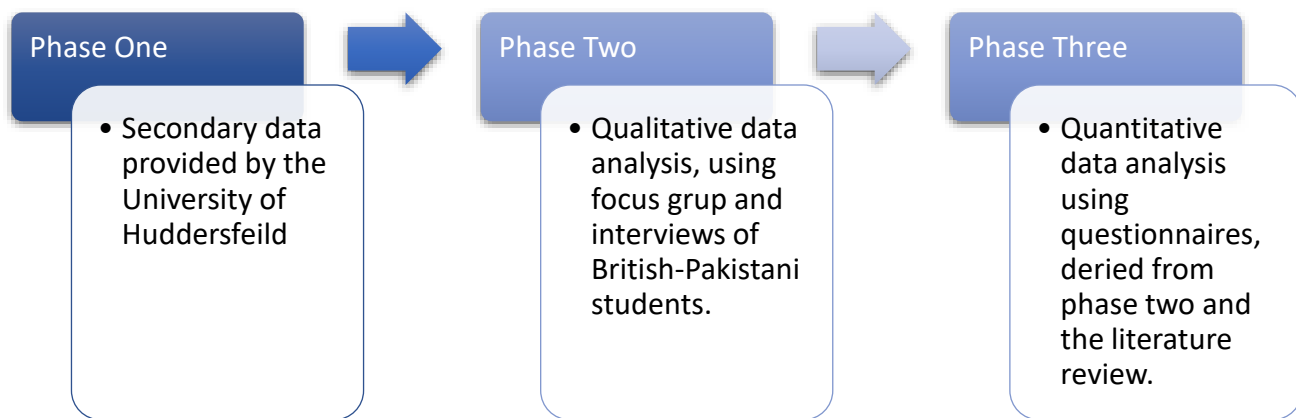 Phase One
• Secondary data
provided by the
University of
Huddersfeild
Phase Two
• Qualitative data
analysis, using
focus grup and
interviews of
British-Pakistani
students.
Phase Three
• Quantitative
data analysis
using
questionnaires,
deried from
phase two and
the literature
review.